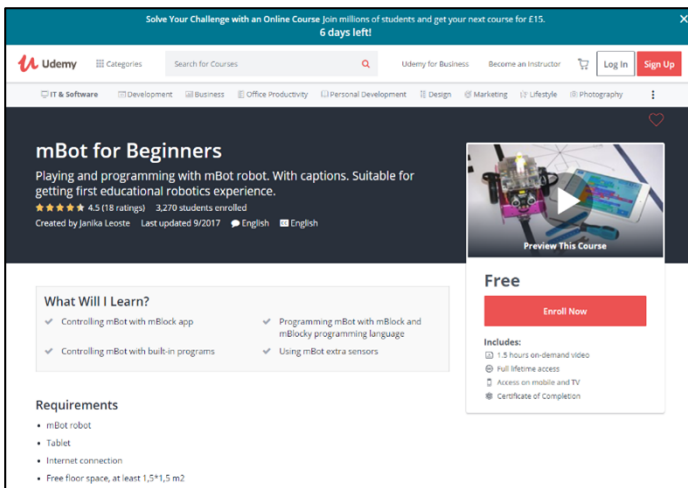 Solve Your Challenge with an Online Course Join millions of students and get your next course for £15.
6 days left!
Udemy
Categories
Search for Courses
Udemy for Business
Become an Instructor
Log In
Sign Up
IT & Software
Development
Business
Office Productivity
Personal Development
Design
Marketing
Lifestyle
Photography
mBot for Beginners
Playing and programming with mBot robot. With captions. Suitable for
getting first educational robotics experience.
4.5 (18 ratings) 3,270 students enrolled
Created by Janika Leoste Last updated 9/2017 English English
Preview This Course
Free
Enroll Now
Includes:
1.5 hours on-demand video
Full lifetime access
Access on mobile and TV
Certificate of Completion
What Will I Learn?
Controlling mBot with mBlock app
Controlling mBot with built-in programs
Programming mBot with mBlock and
mBlocky programming language
Using mBot extra sensors
Requirements
mBot robot
Tablet
Internet connection
Free floor space, at least 1,5*1,5 m2